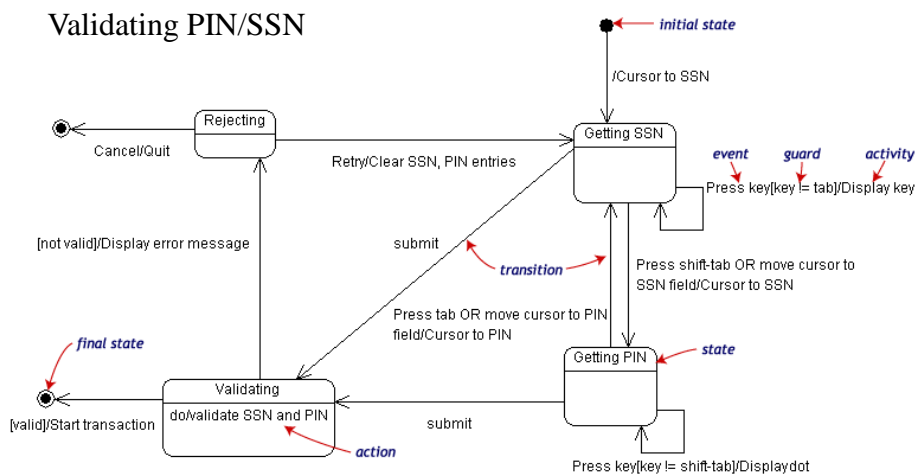 Validating PIN/SSN
initial state
/Cursor to SSN
Rejecting
Getting SSN
Cancel/Quit
Retry/Clear SSN, PIN entries
event
guard
activity
Press key[key != tab]/Display key
[not valid]/Display error message
submit
transition
Press shift-tab OR move cursor to
SSN field/Cursor to SSN
Press tab OR move cursor to PIN
field/Cursor to PIN
final state
Getting PIN
state
Validating
do/validate SSN and PIN
[valid]/Start transaction
submit
action
Press key[key != shift-tab]/Displaydot